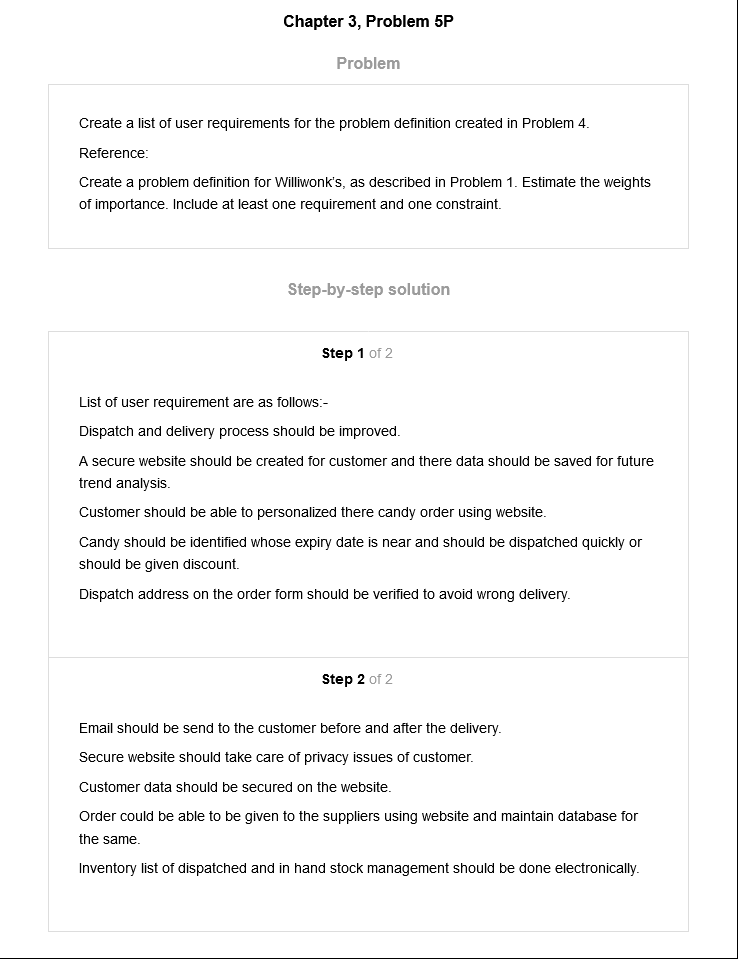 Chapter 3, Problem 5P
Problem
Create a list of user requirements for the problem definition created in Problem 4.
Reference:
Create a problem definition for Williwonk's, as described in Problem 1. Estimate the weights
of importance. Include at least one requirement and one constraint.
Step-by-step solution
Step 1 of 2
List of user requirement are as follows:-
Dispatch and delivery process should be improved.
A secure website should be created for customer and there data should be saved for future
trend analysis.
Customer should be able to personalized there candy order using website.
Candy should be identified whose expiry date is near and should be dispatched quickly or
should be given discount.
Dispatch address on the order form should be verified to avoid wrong delivery.
Step 2 of 2
Email should be send to the customer before and after the delivery.
Secure website should take care of privacy issues of customer.
Customer data should be secured on the website.
Order could be able to be given to the suppliers using website and maintain database for
the same.
Inventory list of dispatched and in hand stock management should be done electronically.